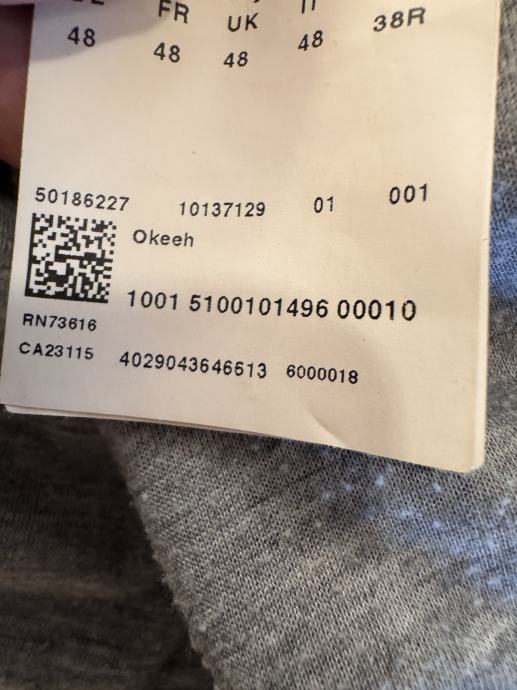 FR UK 38R
48 48 48 48
50186227 10137129 01 001
Okeeh
1001 5100101496 00010
RN73616
CA23115 4029043646613 6000018